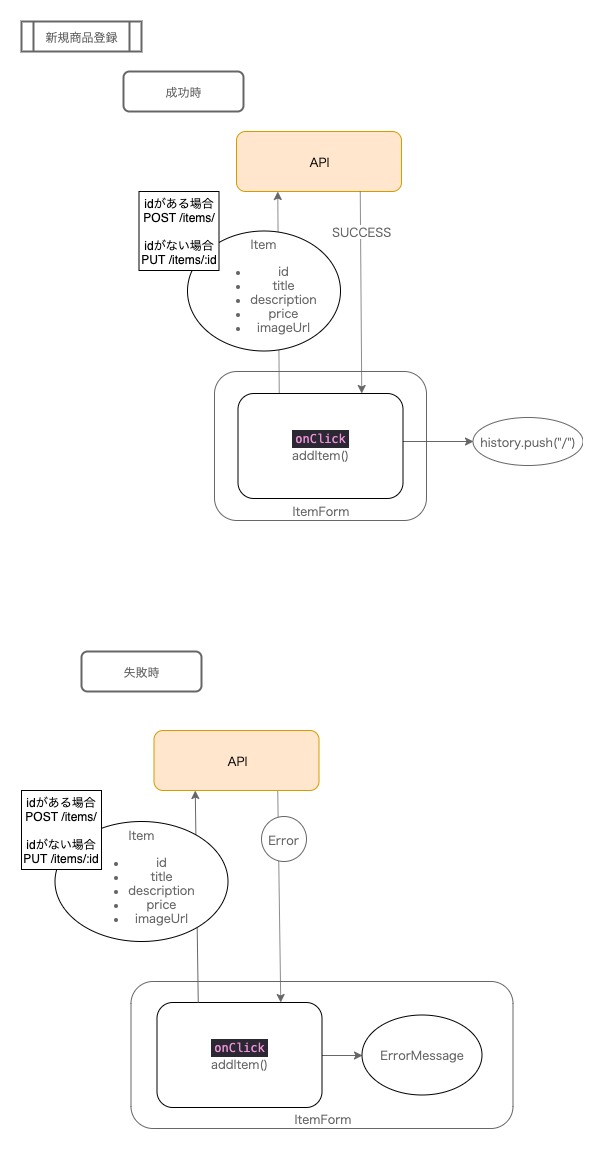 新規商品登録
成功時
API
idがある場合
POST /items/
idがない場合
PUT /items/:id
SUCCESS
Item
id
title
description
price
imageUrl
onClick
addItem()
history.push("/")
ItemForm
失敗時
API
idがある場合
POST /items/
idがない場合
PUT /items/:id
Error
Item
id
title
description
price
imageUrl
onClick
addItem()
ErrorMessage
ItemForm